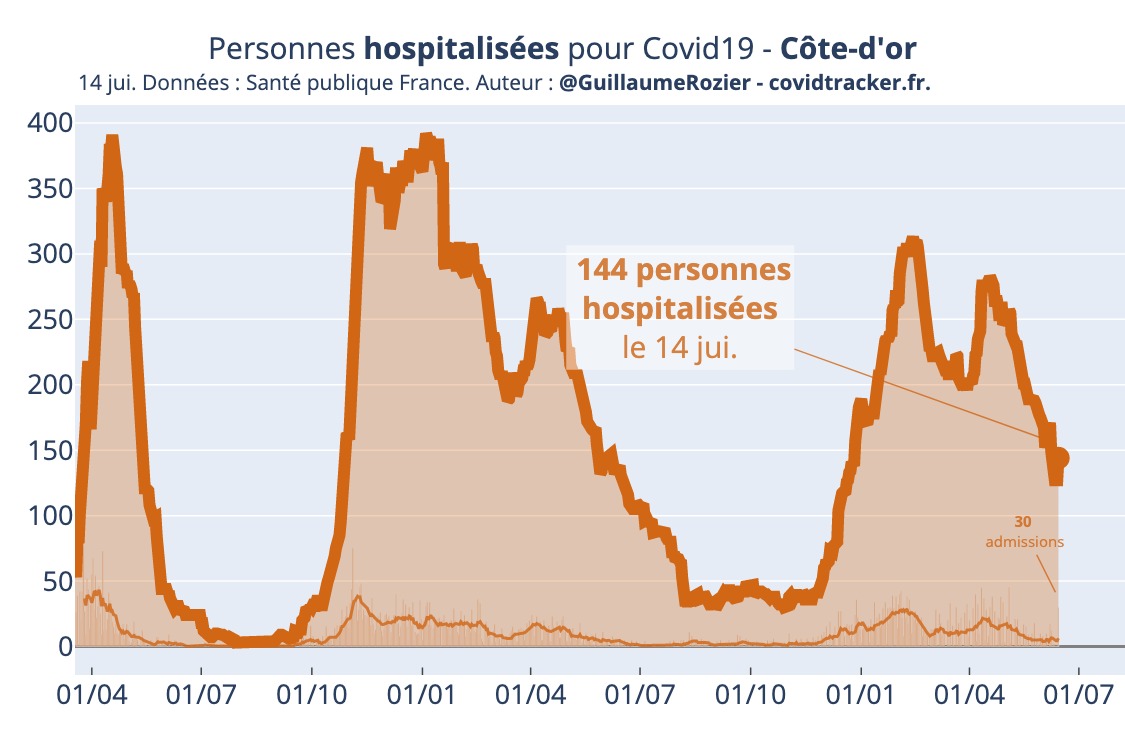 Personnes hospitalisées pour Covid19 - Côte-d'or
14 jui. Données : Santé publique France. Auteur : @GuillaumeRozier - covidtracker.fr.
400
350
300
250
200
150
100
50
0
144 personnes
hospitalisées
le 14 jui.
30
admissions
01/04 01/07 01/10 01/01 01/04 01/07 01/10 01/01 01/04 01/07